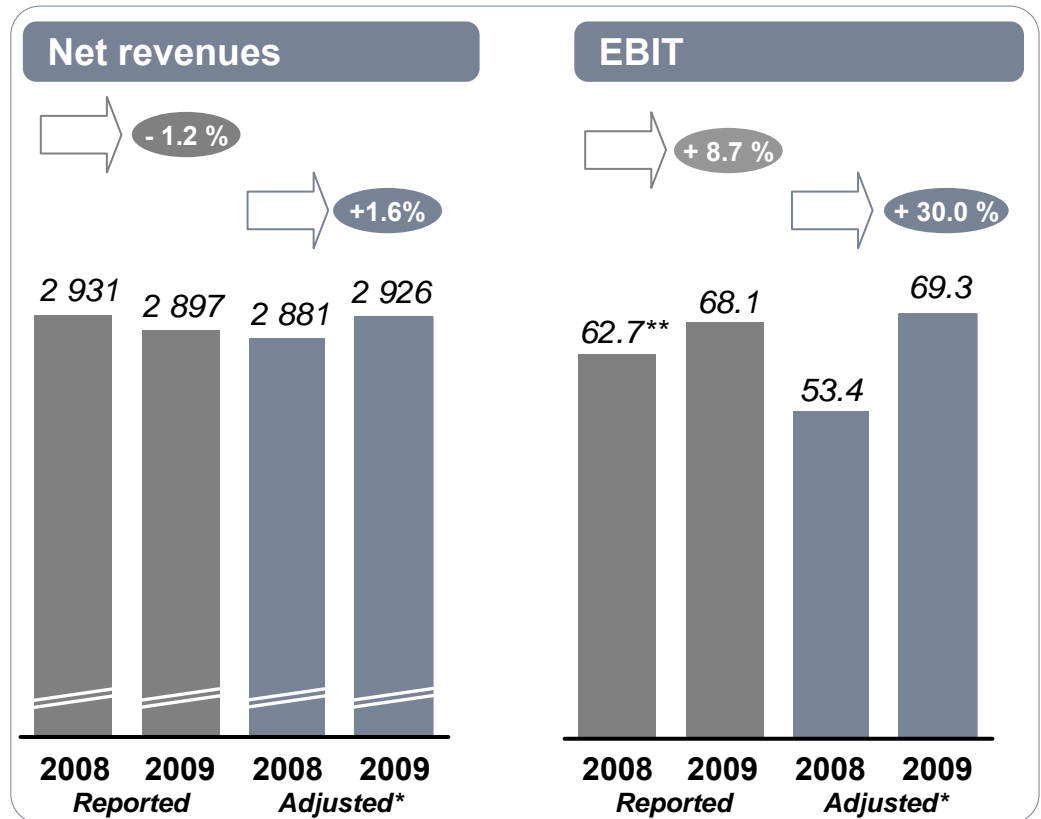 Net revenues
- 1.2 %
+1.6%
2 931
2 897
2 881
2 926
2008 2009 2008 2009
Reported Adjusted*
EBIT
+ 8.7 %
+ 30.0 %
62.7**
68.1
53.4
69.3
2008 2009 2008 2009
Reported Adjusted*